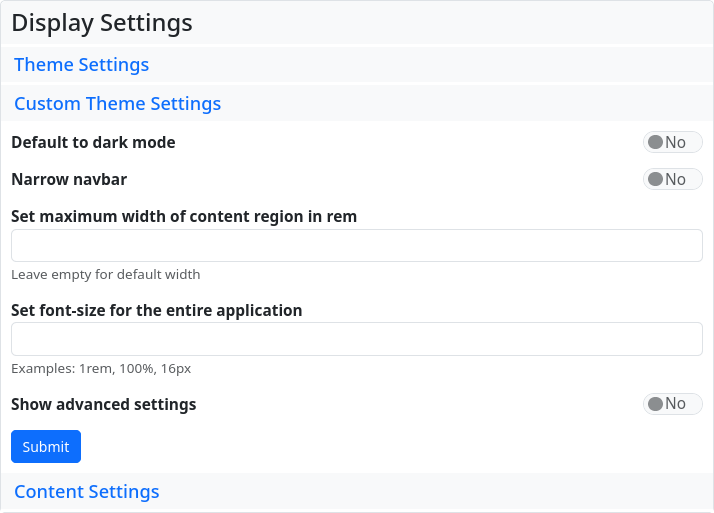 Display Settings
Theme Settings
Custom Theme Settings
Default to dark mode
No
Narrow navbar
No
Set maximum width of content region in rem
Leave empty for default width
Set font-size for the entire application
Examples: 1rem, 100%, 16px
Show advanced settings
No
Submit
Content Settings